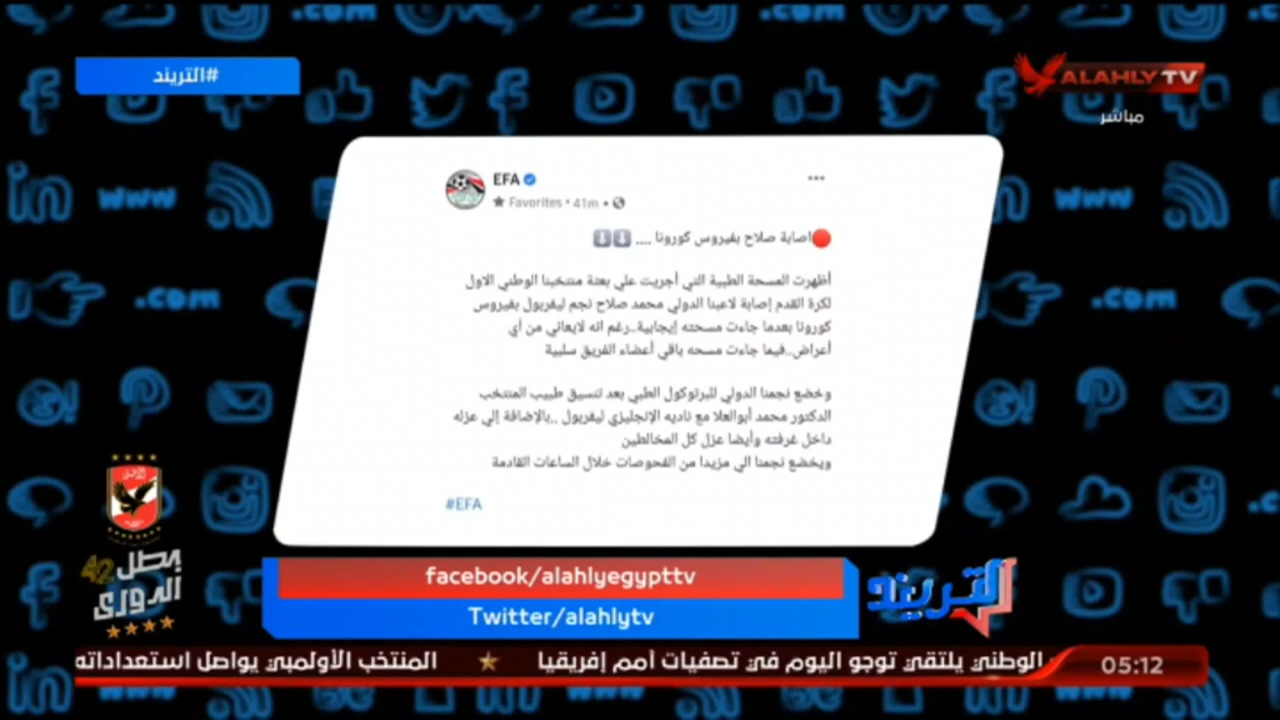 #التريند
ALAHLY TV
مباشر
EFA
Favorites • 41m •
اصابة صلاح بفيروس كورونا ....
أظهرت المسحة الطبية التي أجريت علي بعثة منتخبنا الوطني الاول
لكرة القدم إصابة لاعبنا الدولي محمد صلاح نجم ليفربول بفيروس
كورونا بعدما جاءت مسحته إيجابية..رغم انه لايعاني من أي
أعراض..فيما جاءت مسحه باقي أعضاء الفريق سلبية
وخضع نجمنا الدولي للبرتوكول الطبي بعد تنسيق طبيب المنتخب
الدكتور محمد أبوالعلا مع ناديه الإنجليزي ليفربول ..بالإضافة إلي عزله
داخل غرفته وأيضا عزل كل المخالطين
ويخضع نجمنا الي مزيدا من الفحوصات خلال الساعات القادمة
#EFA
بطل 42
الدوري
facebook/alahlyegypttv
Twitter/alahlytv
التريند
الوطني يلتقي توجو اليوم في تصفيات أمم إفريقيا ★ المنتخب الأولمبي يواصل استعداداته
05:12